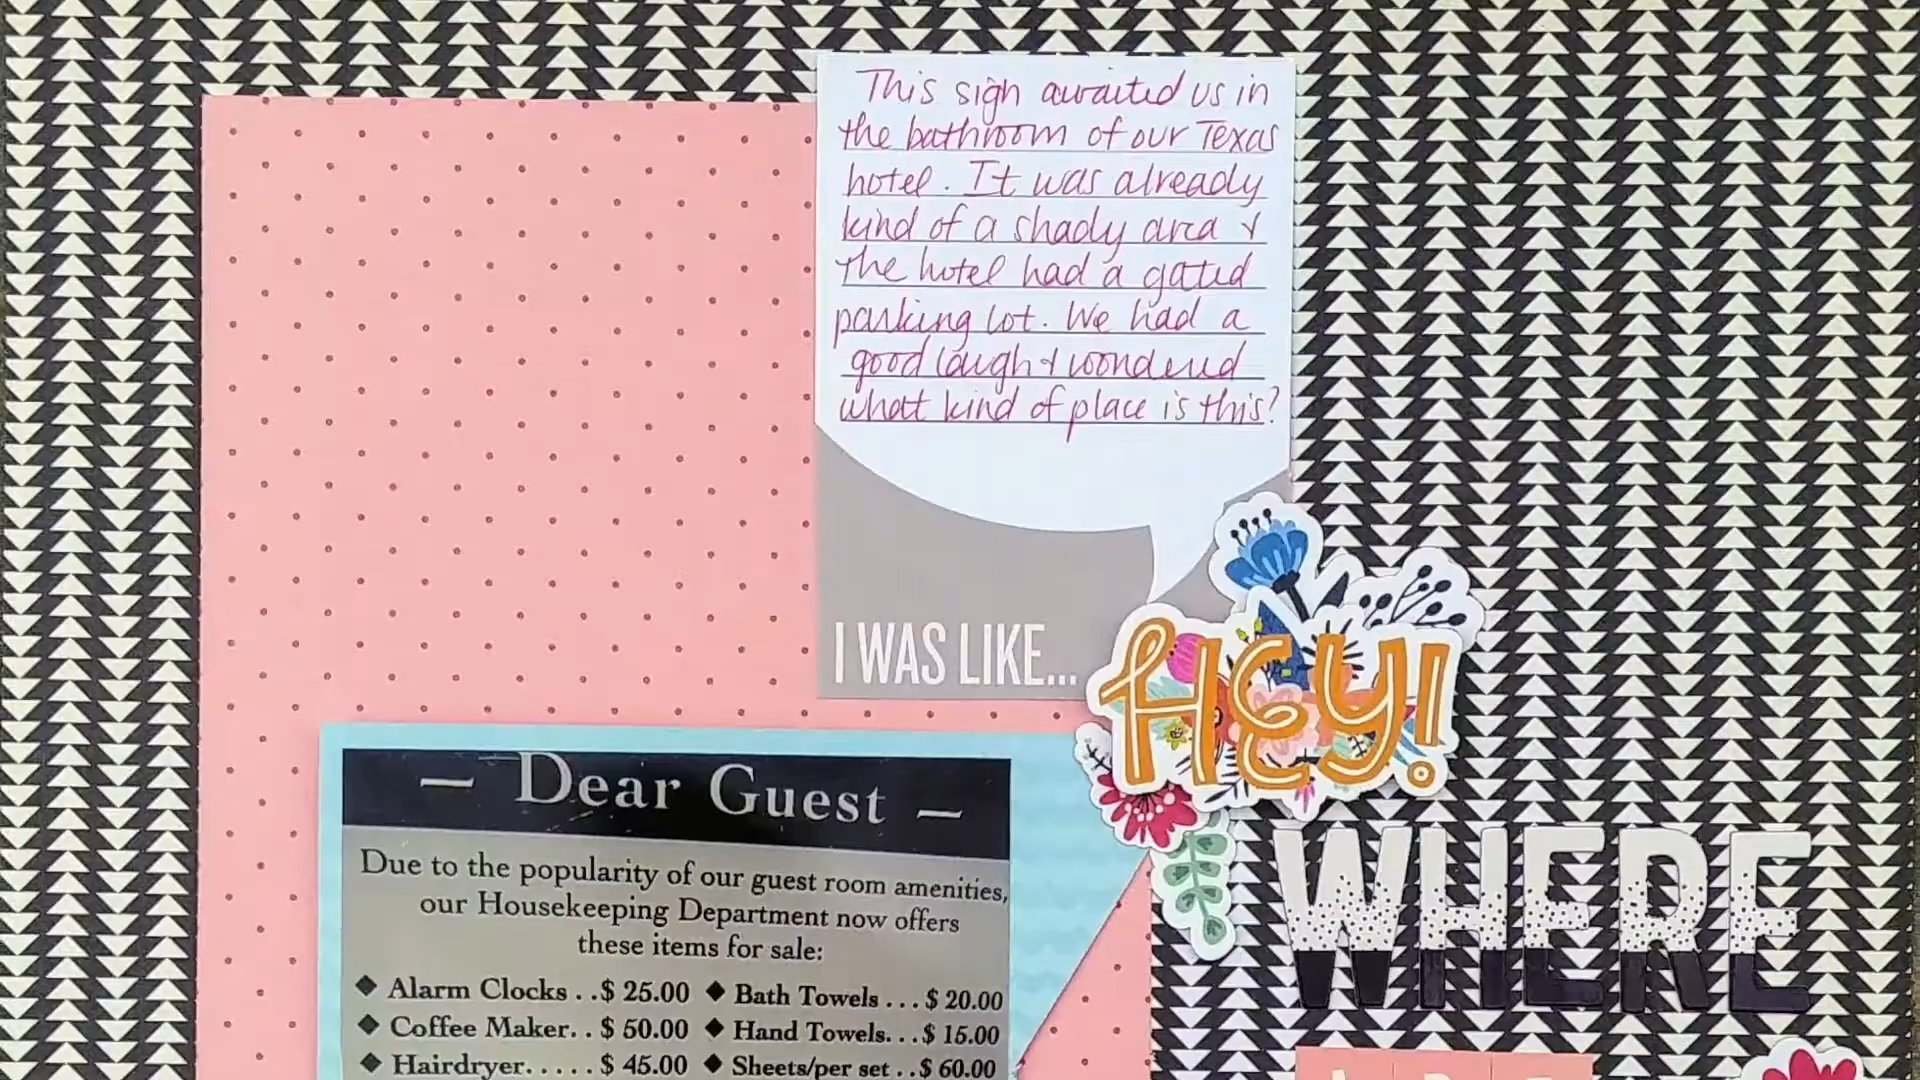 This sign awaited us in
the bathroom of our Texas
hotel. It was already
kind of a shady area &
the hotel had a gated
parking lot. We had a
good laugh & wondered
what kind of place is this?
I WAS LIKE...
HEY!
— Dear Guest —
Due to the popularity of our guest room amenities,
our Housekeeping Department now offers
these items for sale:
◆ Alarm Clocks . . $ 25.00 ◆ Bath Towels . . . $ 20.00
◆ Coffee Maker. . $ 50.00 ◆ Hand Towels. . . $ 15.00
◆ Hairdryer. . . . . $ 45.00 ◆ Sheets/per set . . $ 60.00
WHERE